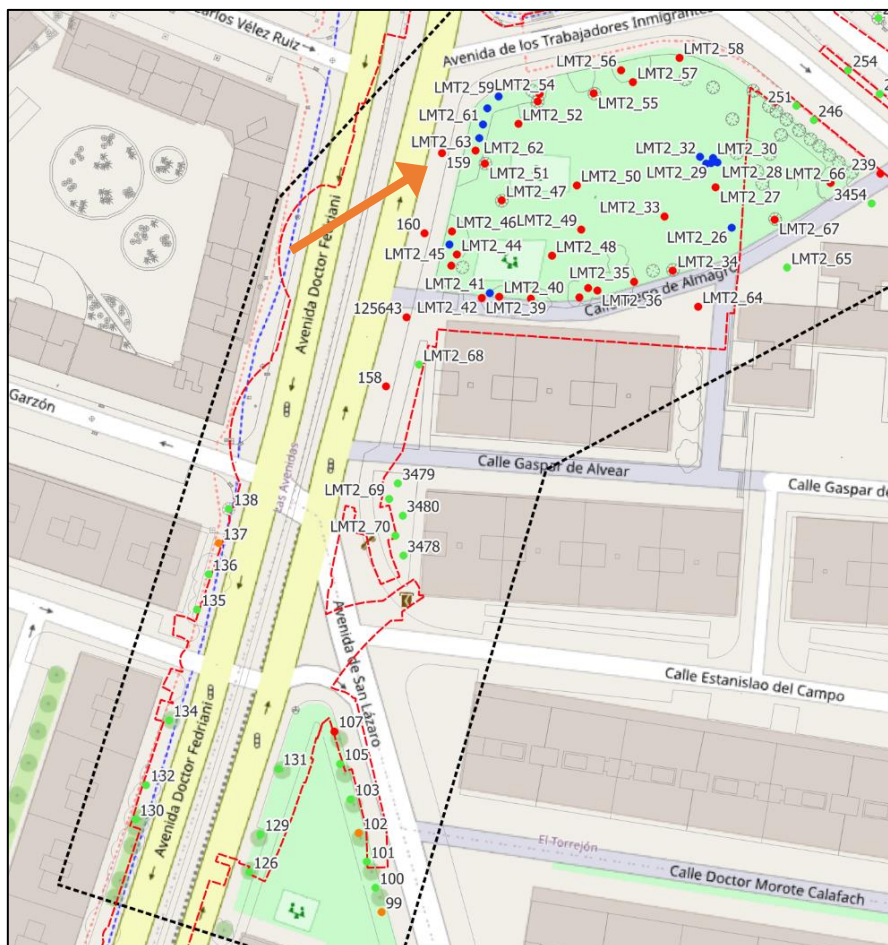 Carlos Vélez Ruiz
Avenida de los Trabajadores Inmigrantes
LMT2_58
LMT2_56
LMT2_57
254
LMT2_59
LMT2_54
LMT2_55
251
246
LMT2_61
LMT2_52
LMT2_63
LMT2_62
159
LMT2_51
LMT2_32
LMT2_30
LMT2_29
LMT2_28
LMT2_66
239
LMT2_50
LMT2_47
LMT2_27
3454
160
LMT2_46
LMT2_49
LMT2_33
LMT2_26
LMT2_67
LMT2_45
LMT2_44
LMT2_48
LMT2_34
LMT2_65
LMT2_41
LMT2_40
LMT2_35
LMT2_42
LMT2_39
LMT2_36
LMT2_64
125643
Avenida Doctor Fedriani
LMT2_68
158
Garzón
Calle Gaspar de Alvear
Calle Gaspar de
Las Avenidas
3479
LMT2_69
138
3480
LMT2_70
137
3478
136
135
Avenida de San Lázaro
Calle Estanislao del Campo
134
Avenida Doctor Fedriani
107
131
105
132
103
130
129
102
El Torrejón
101
126
100
99
Calle Doctor Morote Calafach